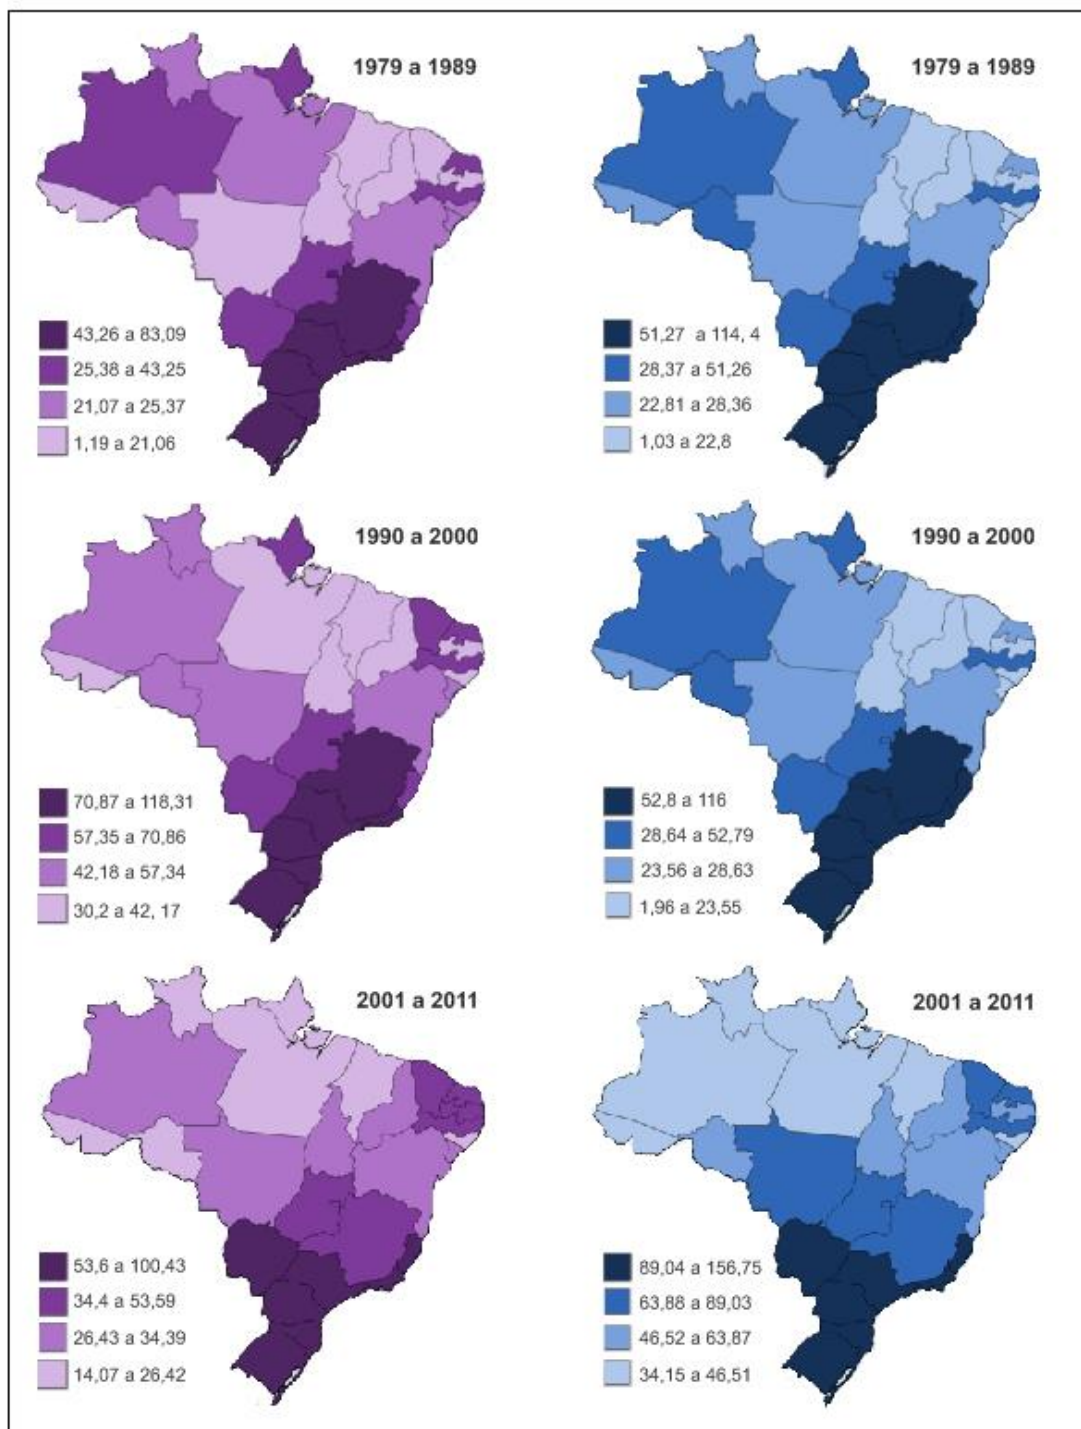 1979 a 1989
43,26 a 83,09
25,38 a 43,25
21,07 a 25,37
1,19 a 21,06
1979 a 1989
51,27 a 114, 4
28,37 a 51,26
22,81 a 28,36
1,03 a 22,8
1990 a 2000
70,87 a 118,31
57,35 a 70,86
42,18 a 57,34
30,2 a 42, 17
1990 a 2000
52,8 a 116
28,64 a 52,79
23,56 a 28,63
1,96 a 23,55
2001 a 2011
53,6 a 100,43
34,4 a 53,59
26,43 a 34,39
14,07 a 26,42
2001 a 2011
89,04 a 156,75
63,88 a 89,03
46,52 a 63,87
34,15 a 46,51